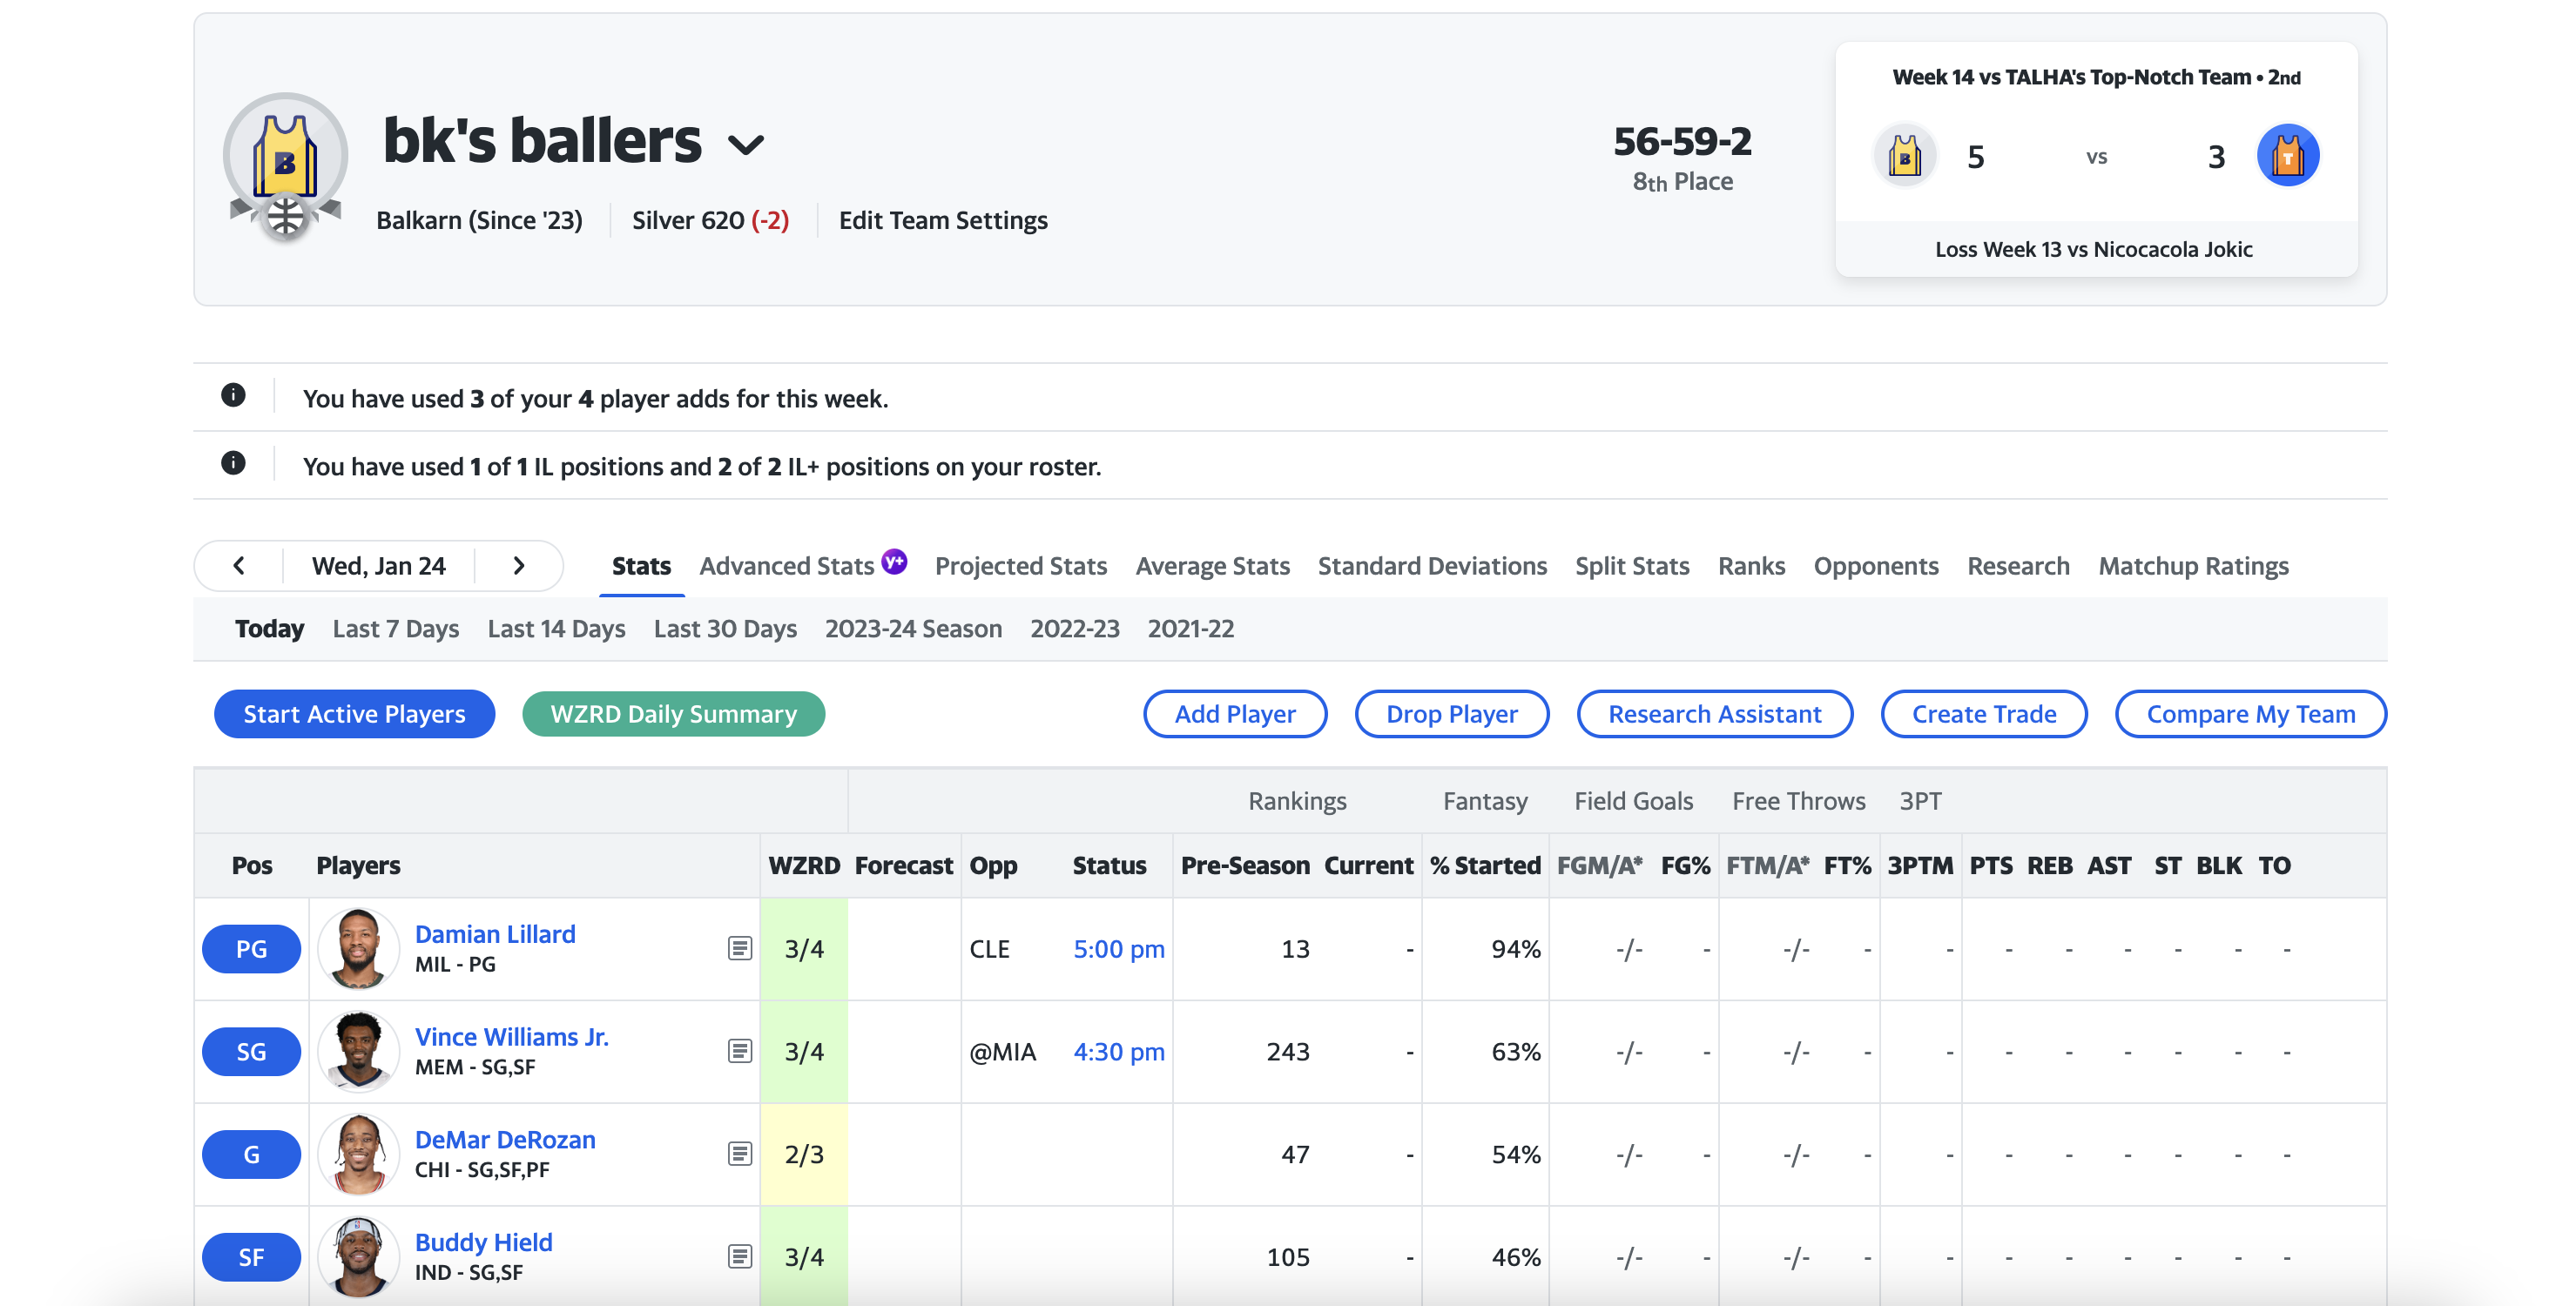 Week 14 vs TALHA's Top-Notch Team • 2nd
B
bk's ballers
56-59-2
8th Place
B 5 vs 3 T
Balkarn (Since '23) Silver 620 (-2) Edit Team Settings
Loss Week 13 vs Nicocacola Jokic
You have used 3 of your 4 player adds for this week.
You have used 1 of 1 IL positions and 2 of 2 IL+ positions on your roster.
Wed, Jan 24 Stats Advanced Stats y+ Projected Stats Average Stats Standard Deviations Split Stats Ranks Opponents Research Matchup Ratings
Today Last 7 Days Last 14 Days Last 30 Days 2023-24 Season 2022-23 2021-22
Start Active Players WZRD Daily Summary Add Player Drop Player Research Assistant Create Trade Compare My Team
Rankings Fantasy Field Goals Free Throws 3PT
Pos Players WZRD Forecast Opp Status Pre-Season Current % Started FGM/A* FG% FTM/A* FT% 3PTM PTS REB AST ST BLK TO
PG Damian Lillard 3/4 CLE 5:00 pm 13 - 94% -/- - -/- - - - - - - - -
MIL - PG
SG Vince Williams Jr. 3/4 @MIA 4:30 pm 243 - 63% -/- - -/- - - - - - - - -
MEM - SG,SF
G DeMar DeRozan 2/3 47 - 54% -/- - -/- - - - - - - - -
CHI - SG,SF,PF
SF Buddy Hield 3/4 105 - 46% -/- - -/- - - - - - - - -
IND - SG,SF